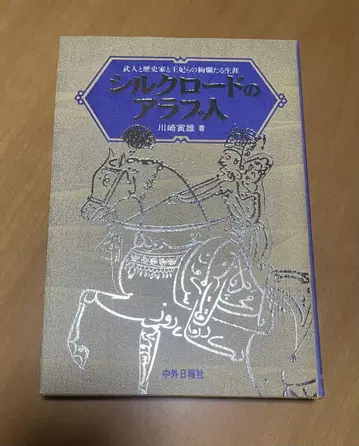 武人と歴史家と王妃らの絢爛たる生涯
シルクロードの
アラブ人
川崎寅雄 著
中外日報社